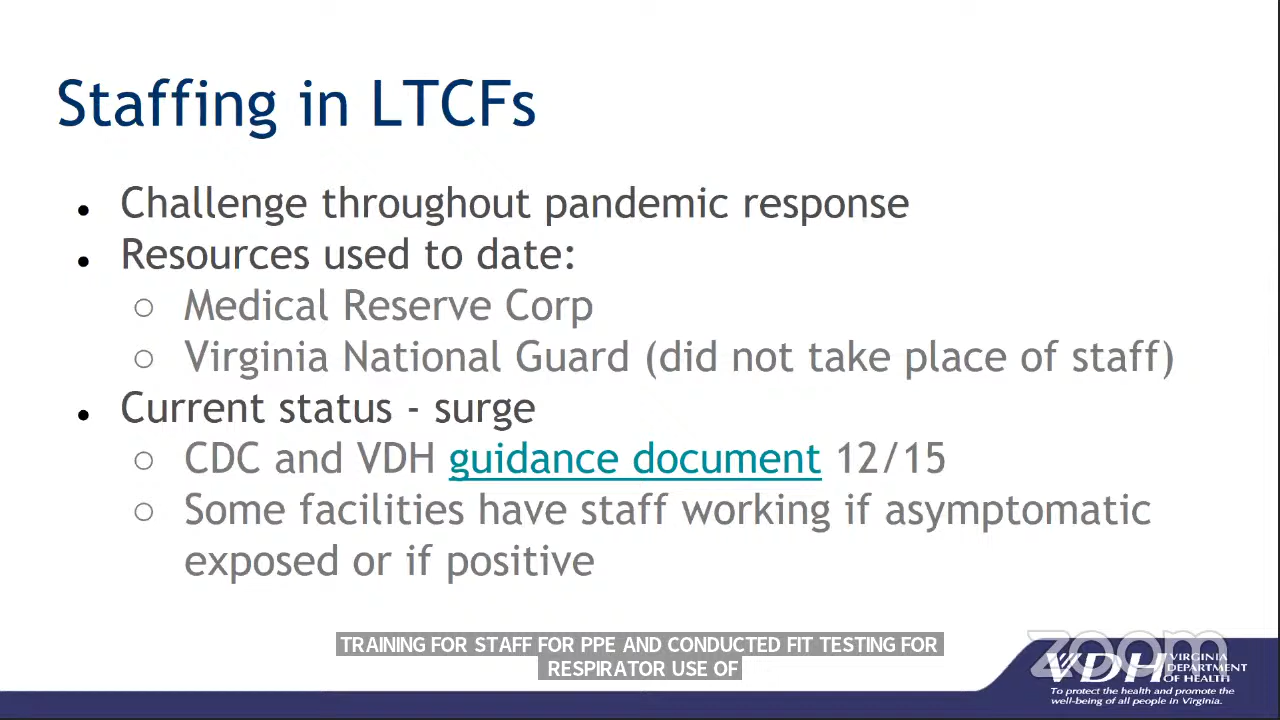 Staffing in LTCFs
● Challenge throughout pandemic response
● Resources used to date:
○ Medical Reserve Corp
○ Virginia National Guard (did not take place of staff)
● Current status - surge
○ CDC and VDH guidance document 12/15
○ Some facilities have staff working if asymptomatic
exposed or if positive
TRAINING FOR STAFF FOR PPE AND CONDUCTED FIT TESTING FOR
RESPIRATOR USE OF
zoom
VDH VIRGINIA
DEPARTMENT
OF HEALTH
To protect the health and promote the
well-being of all people in Virginia.